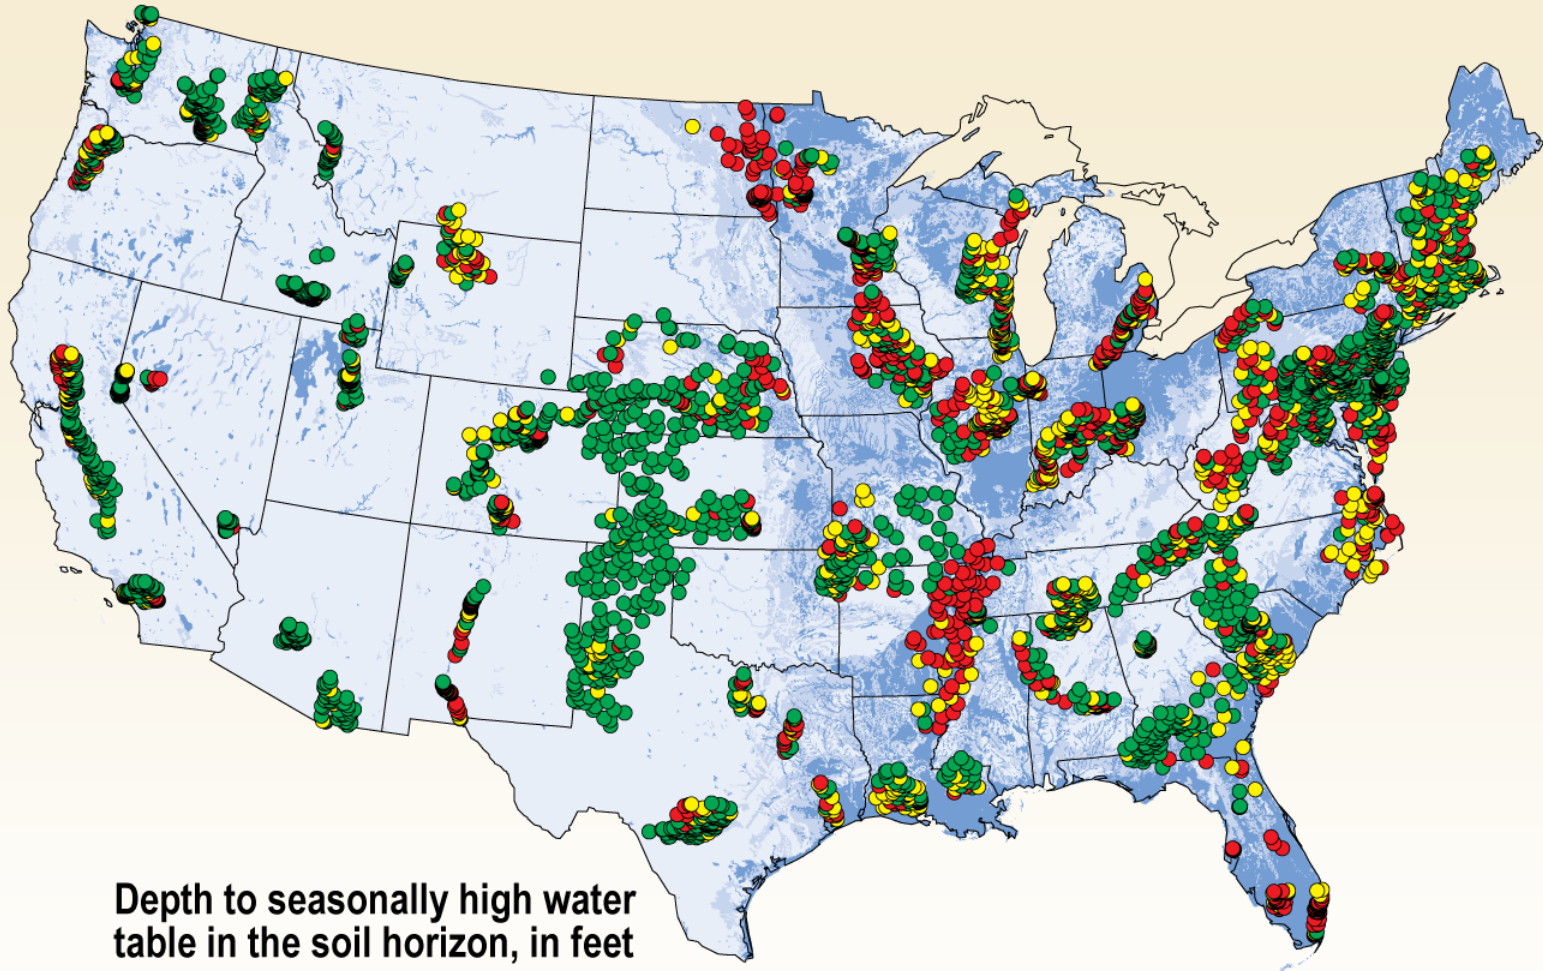 Depth to seasonally high water
table in the soil horizon, in feet